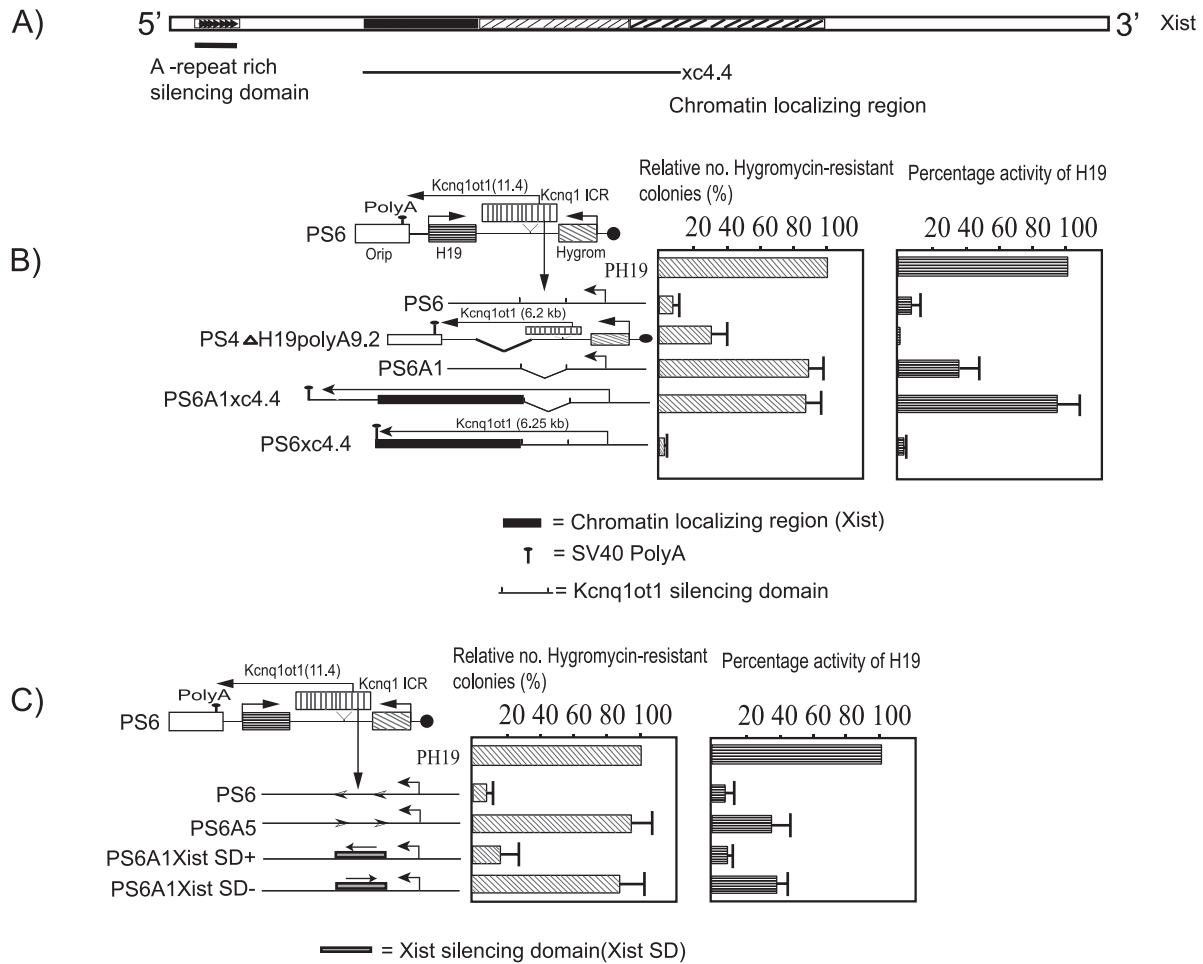 A)
5' 3' Xist
A -repeat rich
silencing domain
xc4.4
Chromatin localizing region
B)
Kcnq1ot1(11.4)
PolyA
Kcnq1 ICR
PS6
Orip
H19
Hygrom
Relative no. Hygromycin-resistant
colonies (%)
Percentage activity of H19
20 40 60 80 100
20 40 60 80 100
PH19
PS6
Kcnq1ot1 (6.2 kb)
PS4 ΔH19polyA9.2
PS6A1
PS6A1xc4.4
Kcnq1ot1 (6.25 kb)
PS6xc4.4
= Chromatin localizing region (Xist)
= SV40 PolyA
= Kcnq1ot1 silencing domain
C)
Kcnq1ot1(11.4)
PolyA
Kcnq1 ICR
PS6
Relative no. Hygromycin-resistant
colonies (%)
Percentage activity of H19
20 40 60 80 100
20 40 60 80 100
PH19
PS6
PS6A5
PS6A1Xist SD+
PS6A1Xist SD-
= Xist silencing domain(Xist SD)